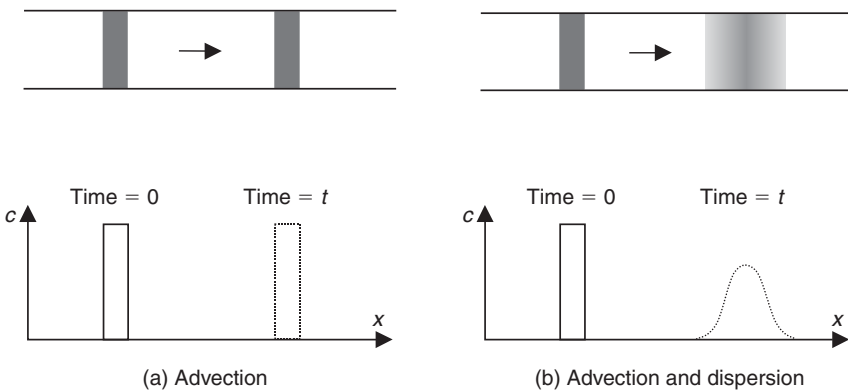 Time = 0
Time = t
c
x
(a) Advection
Time = 0
Time = t
c
x
(b) Advection and dispersion